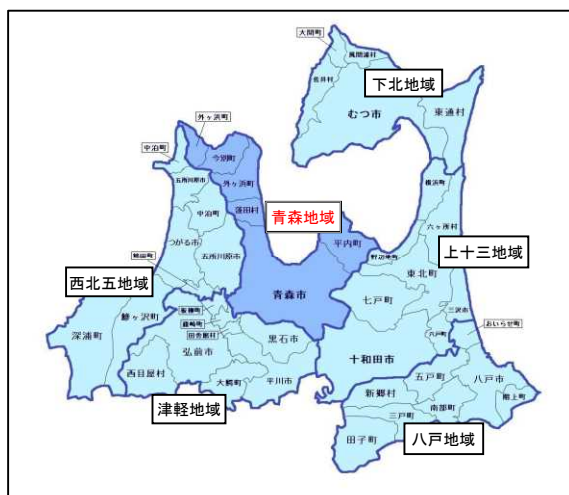 大間町
風間浦村
佐井村
下北地域
むつ市
東通村
外ヶ浜町
今別町
中泊町
五所川原市
外ヶ浜町
中泊町
蓬田村
青森地域
横浜町
六ヶ所村
平内町
野辺地町
つがる市
五所川原市
東北町
上十三地域
鶴田町
西北五地域
青森市
七戸町
三沢市
鰺ヶ沢町
板柳町
藤崎町
田舎館村
おいらせ町
六戸町
深浦町
弘前市
黒石市
十和田市
西目屋村
大鰐町
平川市
五戸町
八戸市
新郷村
階上町
津軽地域
三戸町
南部町
田子町
八戸地域